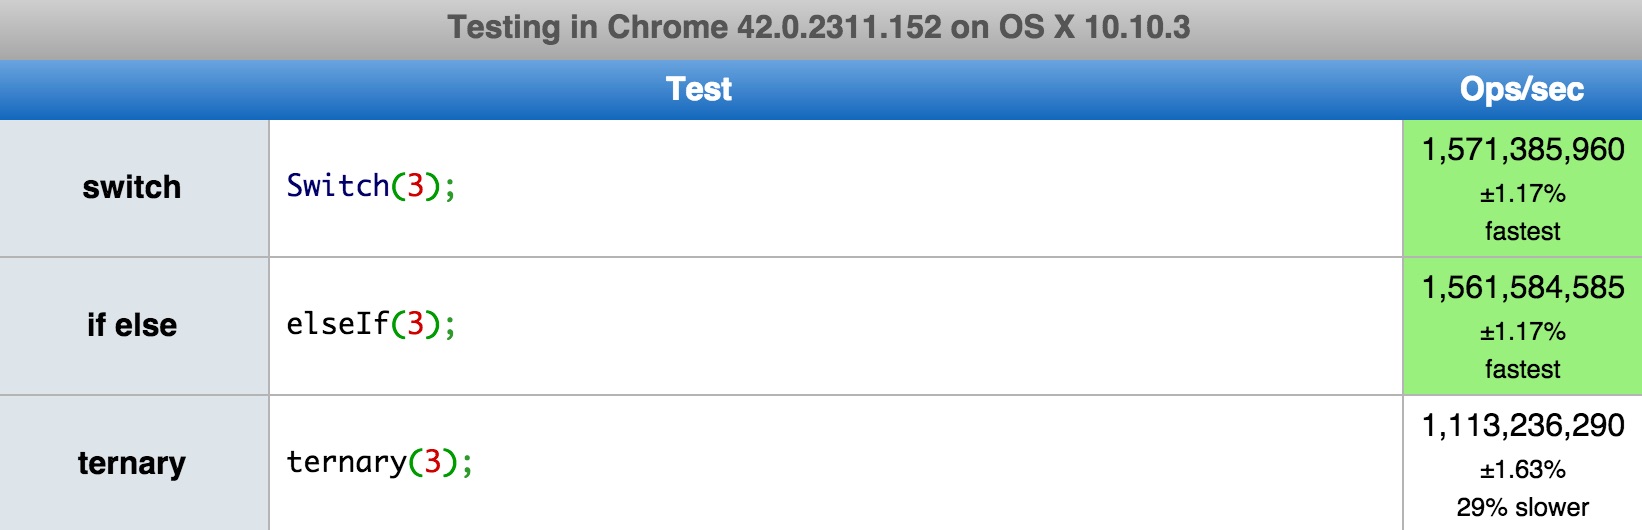 Testing in Chrome 42.0.2311.152 on OS X 10.10.3
Test Ops/sec
switch Switch(3); 1,571,385,960
±1.17%
fastest
if else elseIf(3); 1,561,584,585
±1.17%
fastest
ternary ternary(3); 1,113,236,290
±1.63%
29% slower